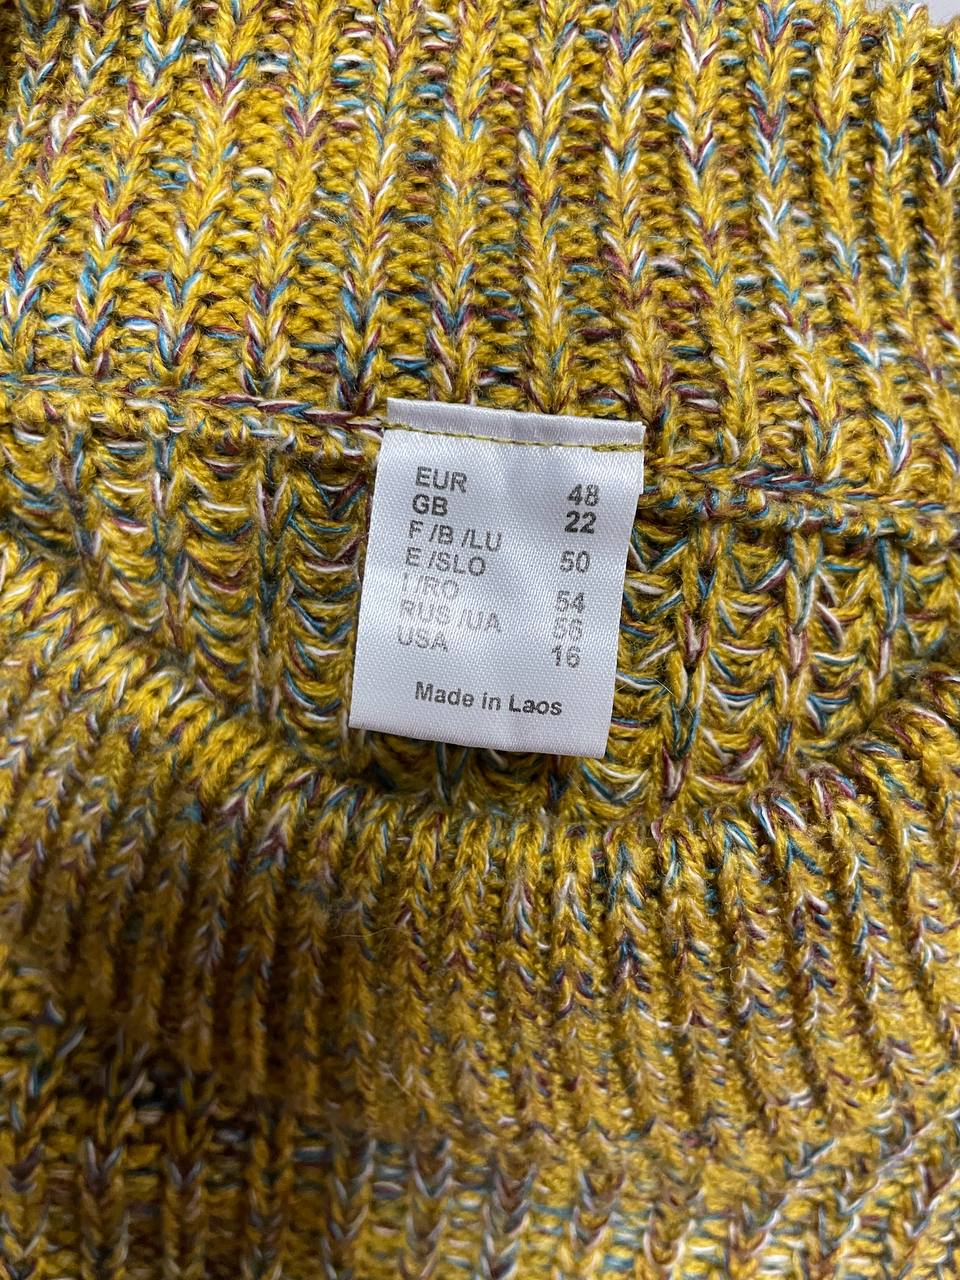 EUR 48
GB 22
F /B /LU 50
E /SLO
I /RO 54
RUS /UA 56
USA 16
Made in Laos